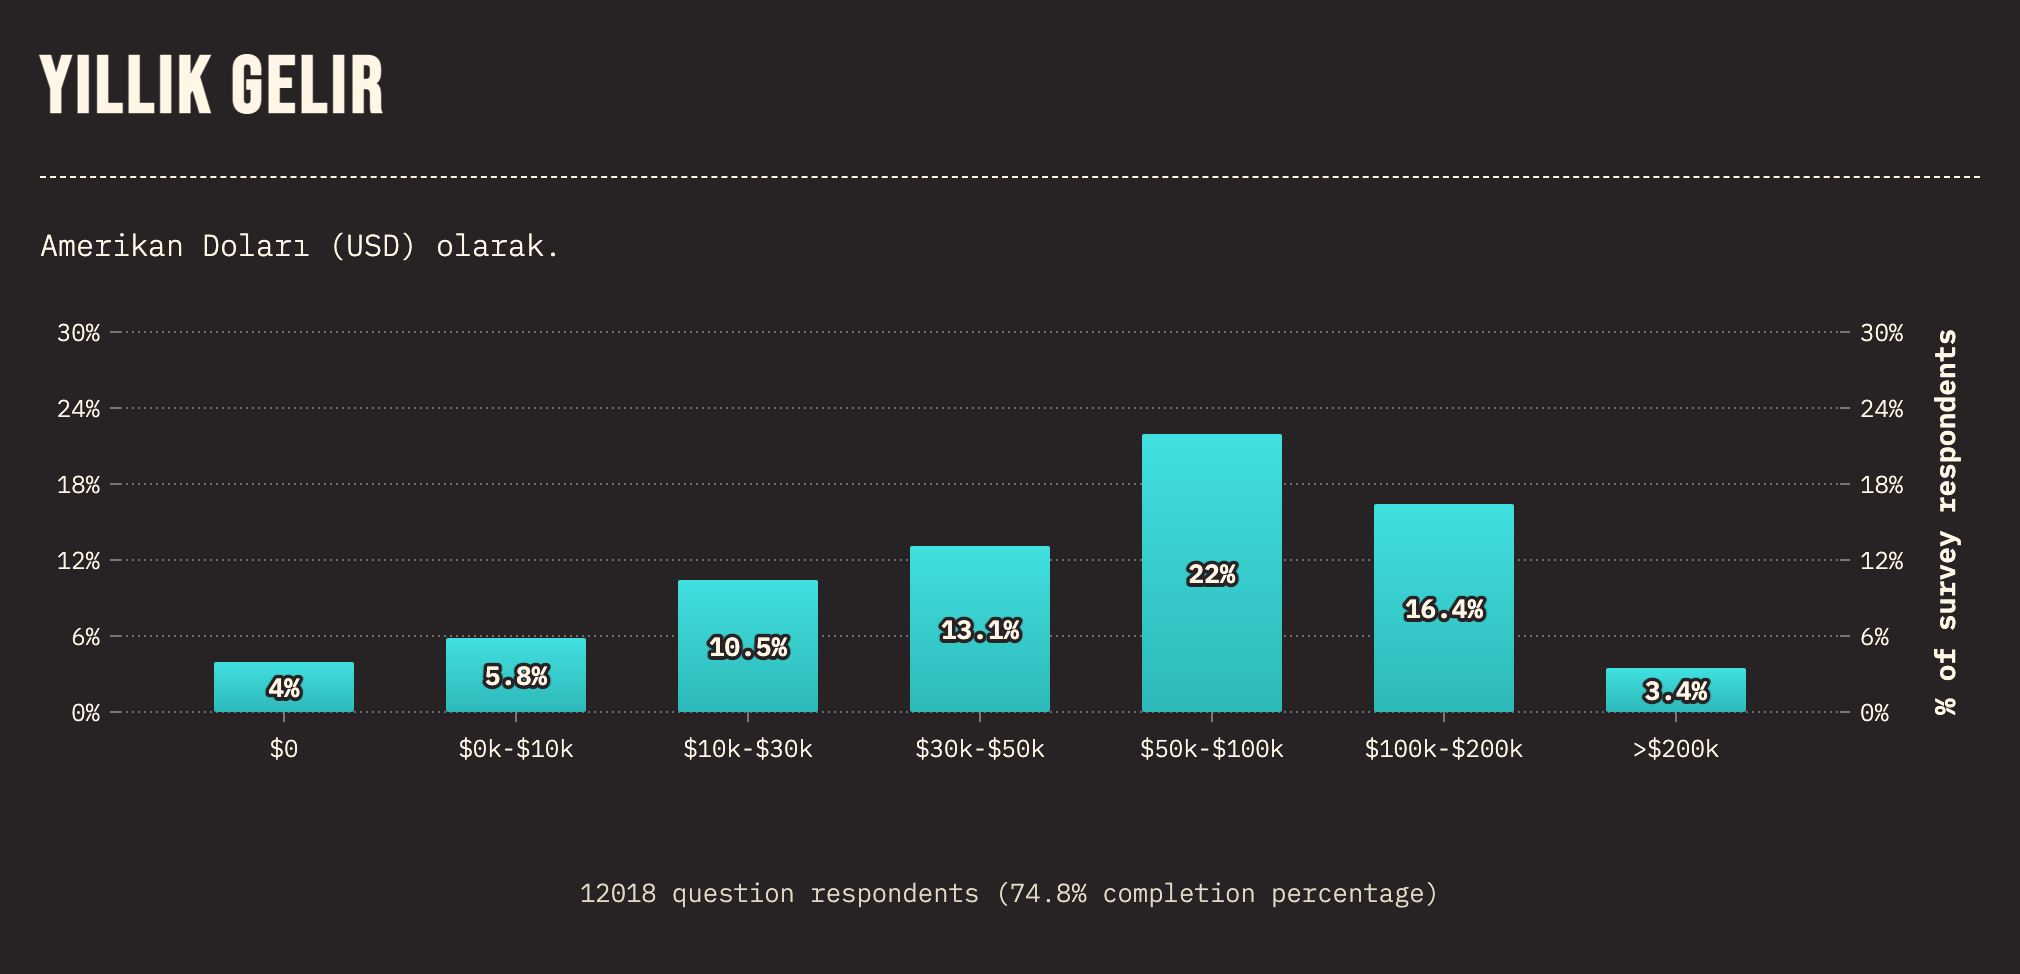 YILLIK GELIR
Amerikan Doları (USD) olarak.
30%
24%
18%
12%
6%
0%
30%
24%
18%
12%
6%
0%
% of survey respondents
4%
5.8%
10.5%
13.1%
22%
16.4%
3.4%
$0
$0k-$10k
$10k-$30k
$30k-$50k
$50k-$100k
$100k-$200k
>$200k
12018 question respondents (74.8% completion percentage)